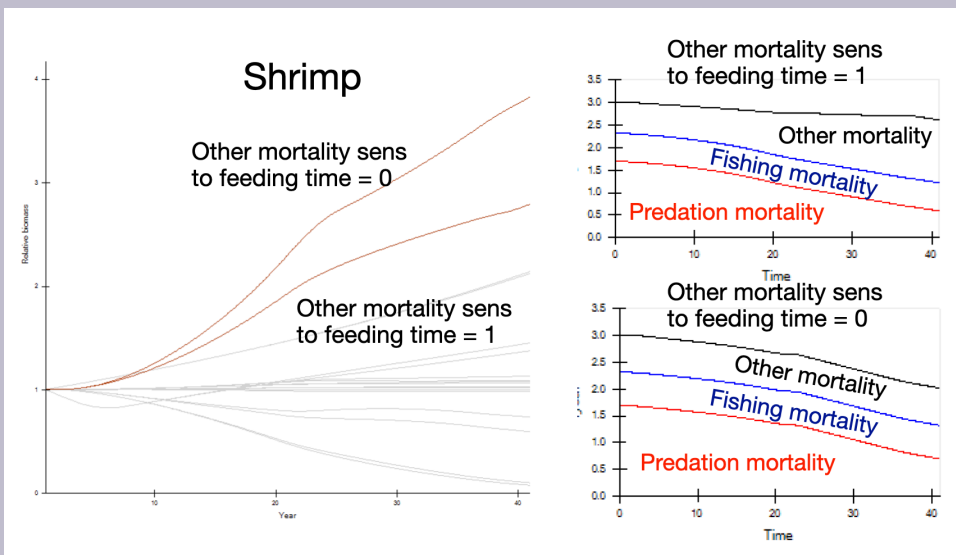 Shrimp
Other mortality sens
to feeding time = 0
Other mortality sens
to feeding time = 1
Relative biomass
4
3
2
1
0
10
20
30
40
Year
Other mortality sens
to feeding time = 1
3.5
3.0
2.5
2.0
1.5
1.0
0.5
0.0
Other mortality
Fishing mortality
Predation mortality
0
10
20
30
40
Time
Other mortality sens
to feeding time = 0
3.5
3.0
2.5
2.0
1.5
1.0
0.5
0.0
Other mortality
Fishing mortality
Predation mortality
0
10
20
30
40
Time